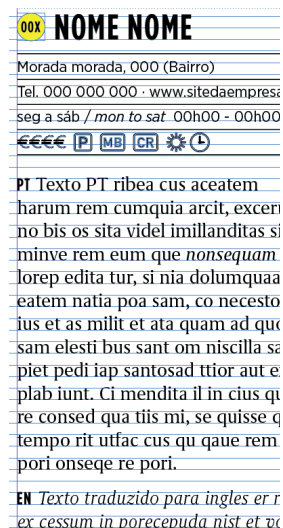 00X NOME NOME
Morada morada, 000 (Bairro)
Tel. 000 000 000 · www.sitedaempresa
seg a sáb / mon to sat 00h00 - 00h00
€€€€ P MB CR
PT Texto PT ribea cus aceatem
harum rem cumquia arcit, exceru
no bis os sita videl imillanditas si
minve rem eum que nonsequam
lorep edita tur, si nia dolumquaa
eatem natia poa sam, co necesto
ius et as milit et ata quam ad quo
sam elesti bus sant om niscilla sa
piet pedi iap santosad ttior aut e
plab iunt. Ci mendita il in cius qu
re consed qua tiis mi, se quisse q
tempo rit utfac cus qu qaue rem
pori onseqe re pori.
EN Texto traduzido para ingles er r
ex cessum in porecepuda nist et vo